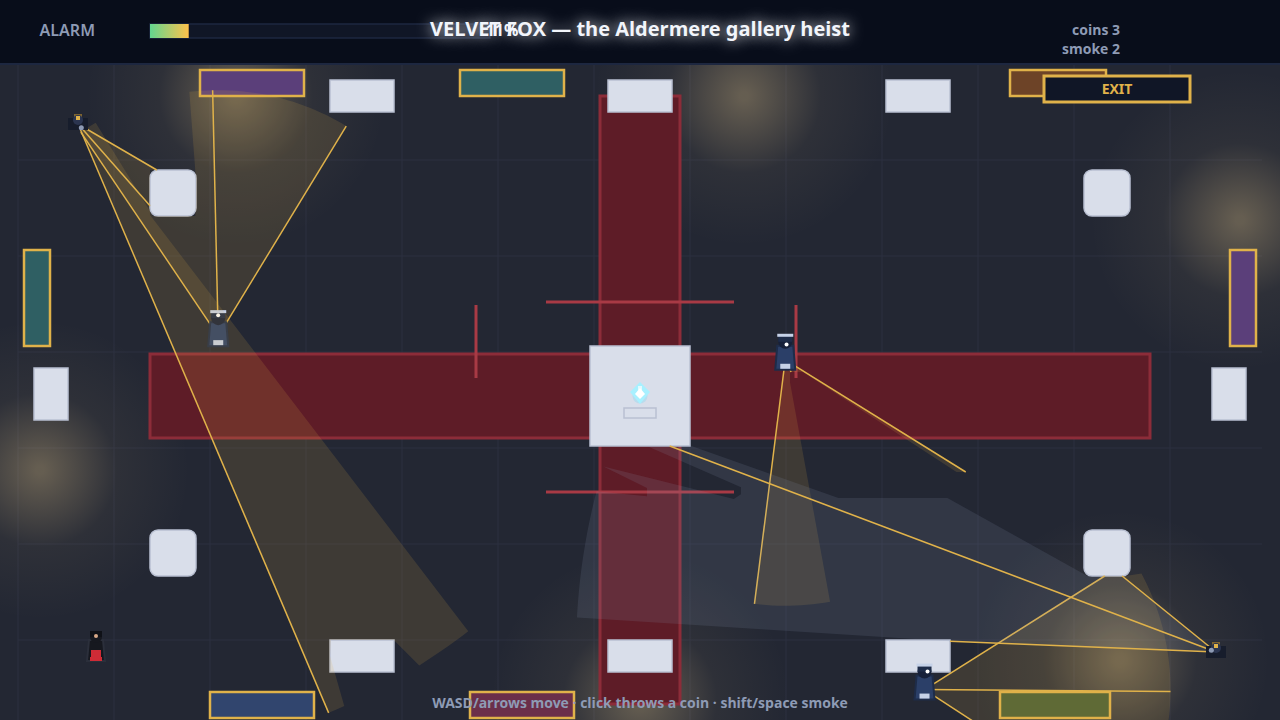 ALARM
VELVET FOX — the Aldermere gallery heist
coins 3
smoke 2
EXIT
WASD/arrows move · click throws a coin · shift/space smoke